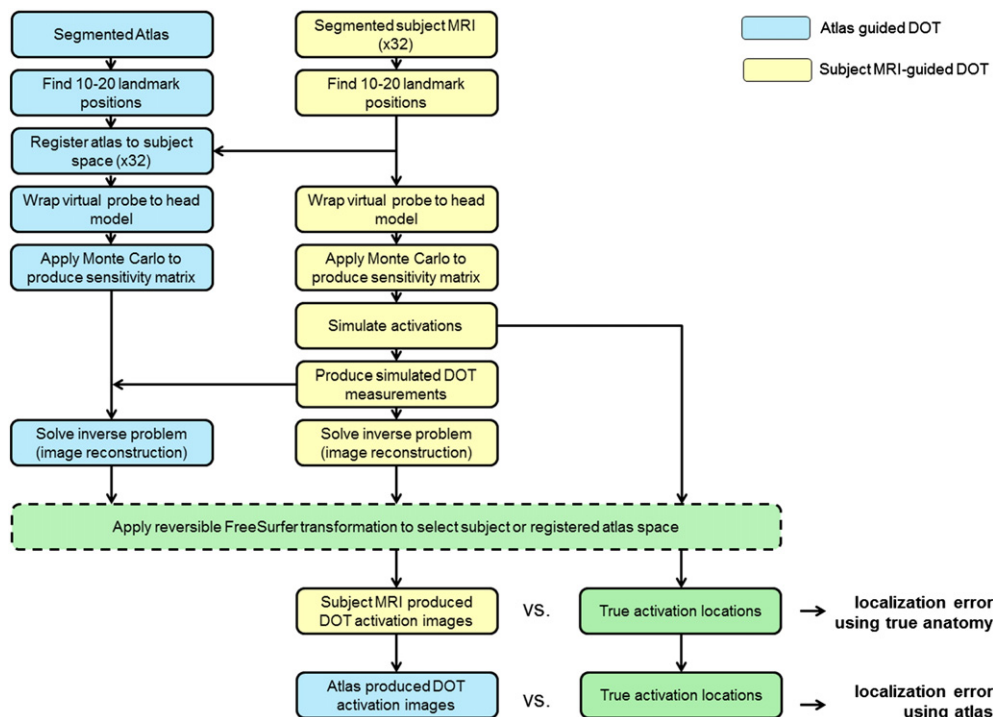 Segmented Atlas
Segmented subject MRI
(x32)
Atlas guided DOT
Subject MRI-guided DOT
Find 10-20 landmark
positions
Find 10-20 landmark
positions
Register atlas to subject
space (x32)
Wrap virtual probe to head
model
Wrap virtual probe to head
model
Apply Monte Carlo to
produce sensitivity matrix
Apply Monte Carlo to
produce sensitivity matrix
Simulate activations
Produce simulated DOT
measurements
Solve inverse problem
(image reconstruction)
Solve inverse problem
(image reconstruction)
Apply reversible FreeSurfer transformation to select subject or registered atlas space
Subject MRI produced
DOT activation images
vs.
True activation locations
localization error
using true anatomy
Atlas produced DOT
activation images
vs.
True activation locations
localization error
using atlas